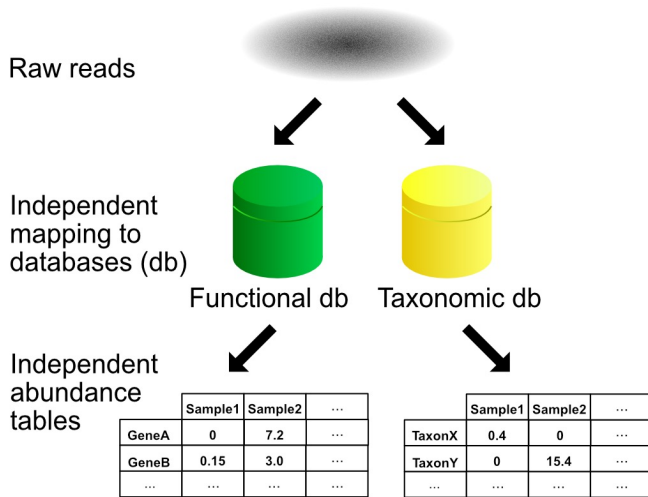 Raw reads
Independent
mapping to
databases (db)
Functional db
Taxonomic db
Independent
abundance
tables
Sample1 Sample2 ...
GeneA 0 7.2 ...
GeneB 0.15 3.0 ...
... ... ... ...
Sample1 Sample2 ...
TaxonX 0.4 0 ...
TaxonY 0 15.4 ...
... ... ... ...